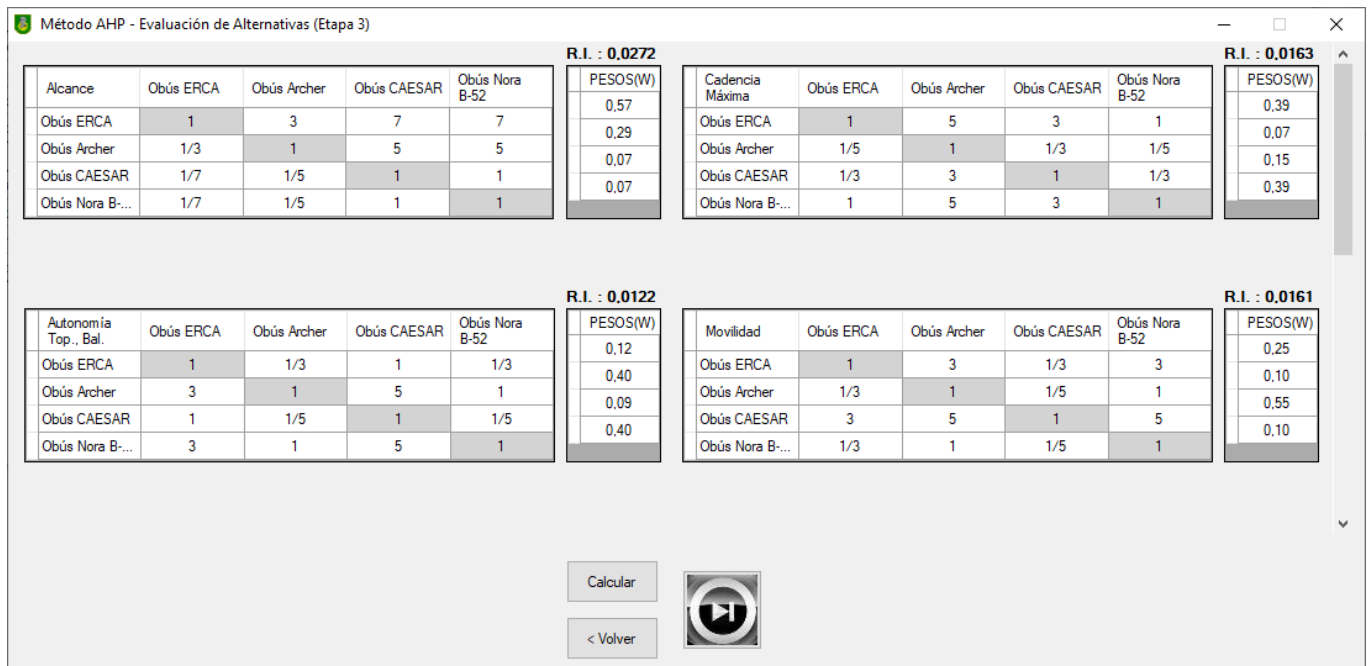 Método AHP - Evaluación de Alternativas (Etapa 3)
R.I. : 0,0272
Alcance Obús ERCA Obús Archer Obús CAESAR Obús Nora B-52 PESOS(W)
Obús ERCA 1 3 7 7 0,57
Obús Archer 1/3 1 5 5 0,29
Obús CAESAR 1/7 1/5 1 1 0,07
Obús Nora B-... 1/7 1/5 1 1 0,07
R.I. : 0,0163
Cadencia Máxima Obús ERCA Obús Archer Obús CAESAR Obús Nora B-52 PESOS(W)
Obús ERCA 1 5 3 1 0,39
Obús Archer 1/5 1 1/3 1/5 0,07
Obús CAESAR 1/3 3 1 1/3 0,15
Obús Nora B-... 1 5 3 1 0,39
R.I. : 0,0122
Autonomía Top., Bal. Obús ERCA Obús Archer Obús CAESAR Obús Nora B-52 PESOS(W)
Obús ERCA 1 1/3 1 1/3 0,12
Obús Archer 3 1 5 1 0,40
Obús CAESAR 1 1/5 1 1/5 0,09
Obús Nora B-... 3 1 5 1 0,40
R.I. : 0,0161
Movilidad Obús ERCA Obús Archer Obús CAESAR Obús Nora B-52 PESOS(W)
Obús ERCA 1 3 1/3 3 0,25
Obús Archer 1/3 1 1/5 1 0,10
Obús CAESAR 3 5 1 5 0,55
Obús Nora B-... 1/3 1 1/5 1 0,10
Calcular
< Volver